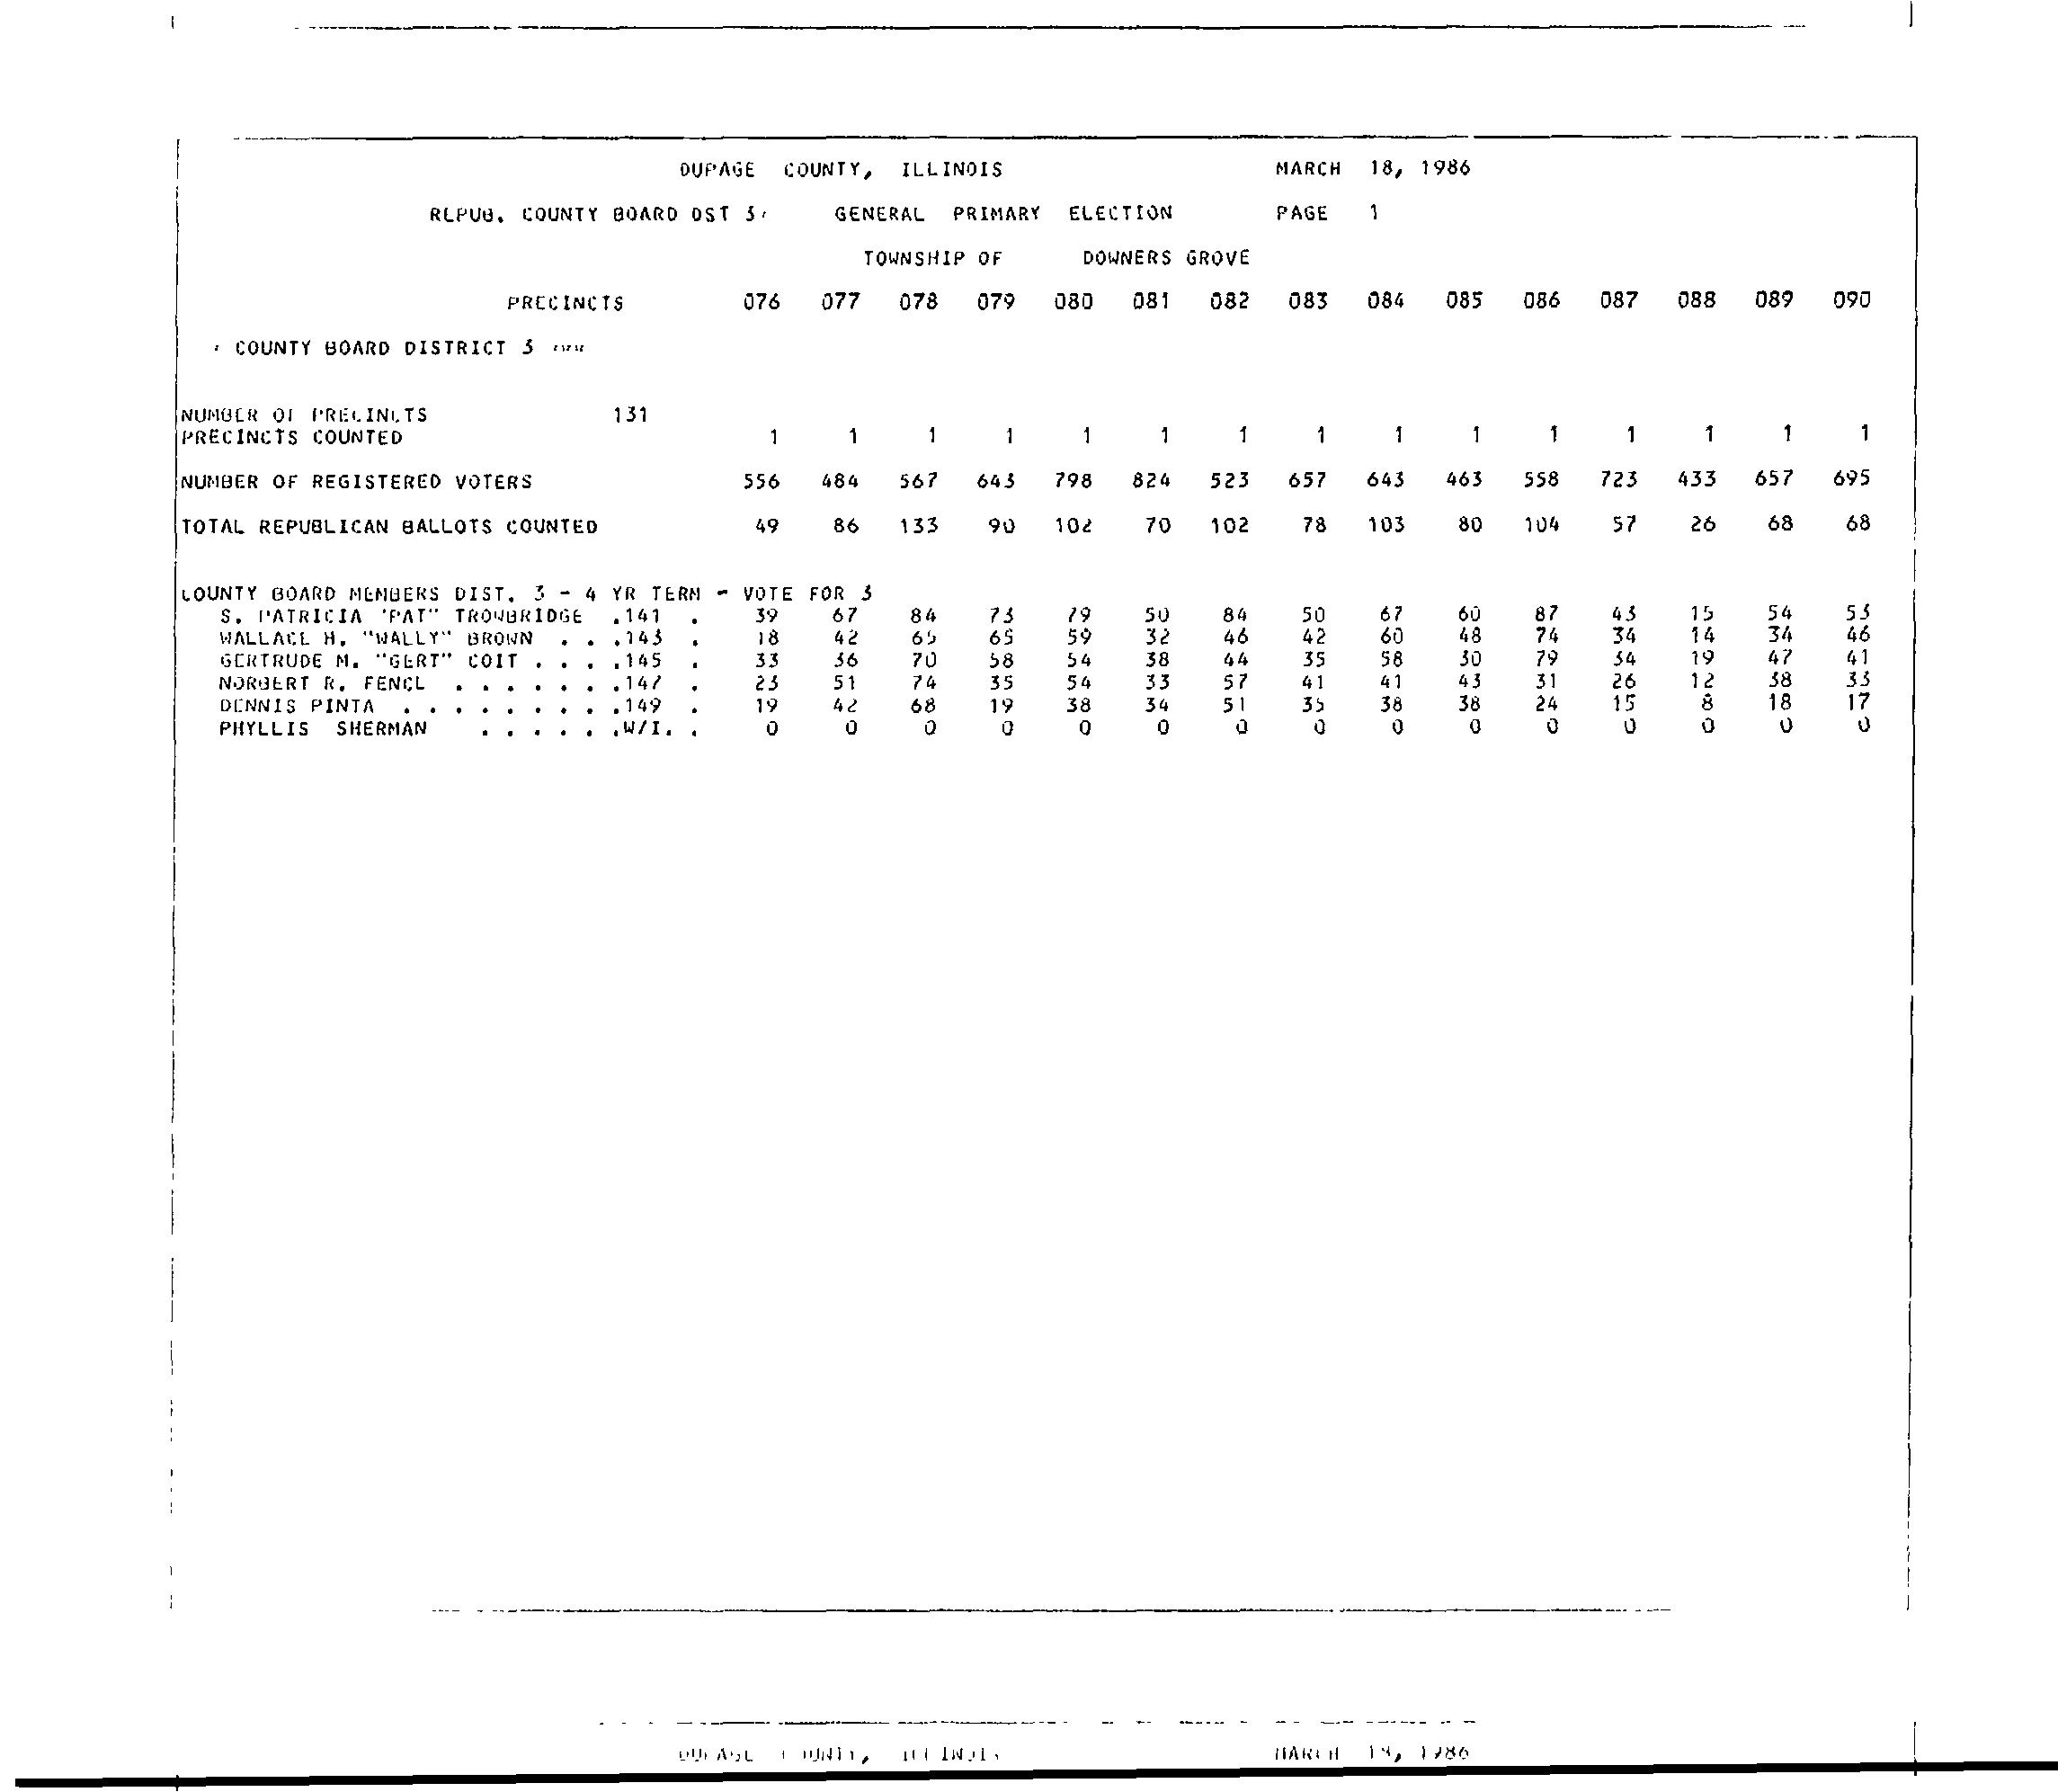 DUPAGE COUNTY, ILLINOIS MARCH 18, 1986
REPUB. COUNTY BOARD DST 3 GENERAL PRIMARY ELECTION PAGE 1
TOWNSHIP OF DOWNERS GROVE
PRECINCTS 076 077 078 079 080 081 082 083 084 085 086 087 088 089 090
COUNTY BOARD DISTRICT 3
NUMBER OF PRECINCTS 131
PRECINCTS COUNTED 1 1 1 1 1 1 1 1 1 1 1 1 1 1 1
NUMBER OF REGISTERED VOTERS 556 484 567 643 798 824 523 657 643 463 558 723 433 657 695
TOTAL REPUBLICAN BALLOTS COUNTED 49 86 133 90 102 70 102 78 103 80 104 57 26 68 68
COUNTY BOARD MEMBERS DIST. 3 - 4 YR TERM - VOTE FOR 3
S. PATRICIA "PAT" TROWBRIDGE .141 . 39 67 84 73 79 50 84 50 67 60 87 43 15 54 53
WALLACE H. "WALLY" BROWN . . .143 . 18 42 65 65 59 32 46 42 60 48 74 34 14 34 46
GERTRUDE M. "GERT" COIT . . . .145 . 33 36 70 58 54 38 44 35 58 30 79 34 19 47 41
NORBERT R. FENCL . . . . . . .147 . 23 51 74 35 54 33 57 41 41 43 31 26 12 38 33
DENNIS PINTA . . . . . . . . .149 . 19 42 68 19 38 34 51 35 38 38 24 15 8 18 17
PHYLLIS SHERMAN . . . . . .W/I. . 0 0 0 0 0 0 0 0 0 0 0 0 0 0 0
DUPAGE COUNTY, ILLINOIS MARCH 18, 1986